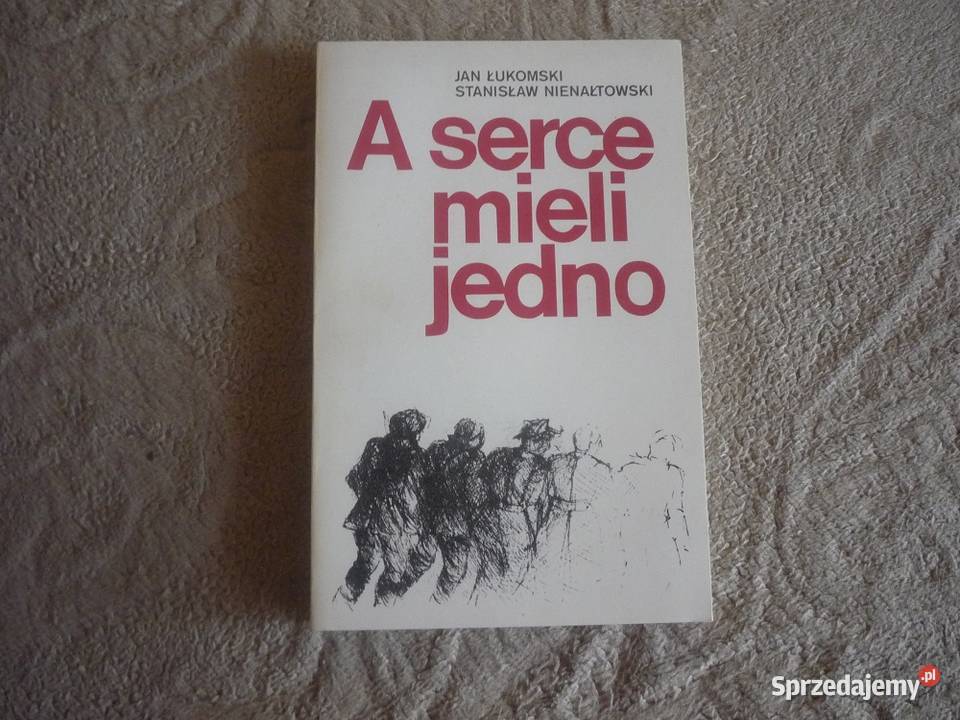 JAN ŁUKOMSKI
STANISŁAW NIENAŁTOWSKI
A serce
mieli
jedno
Sprzedajemy.pl